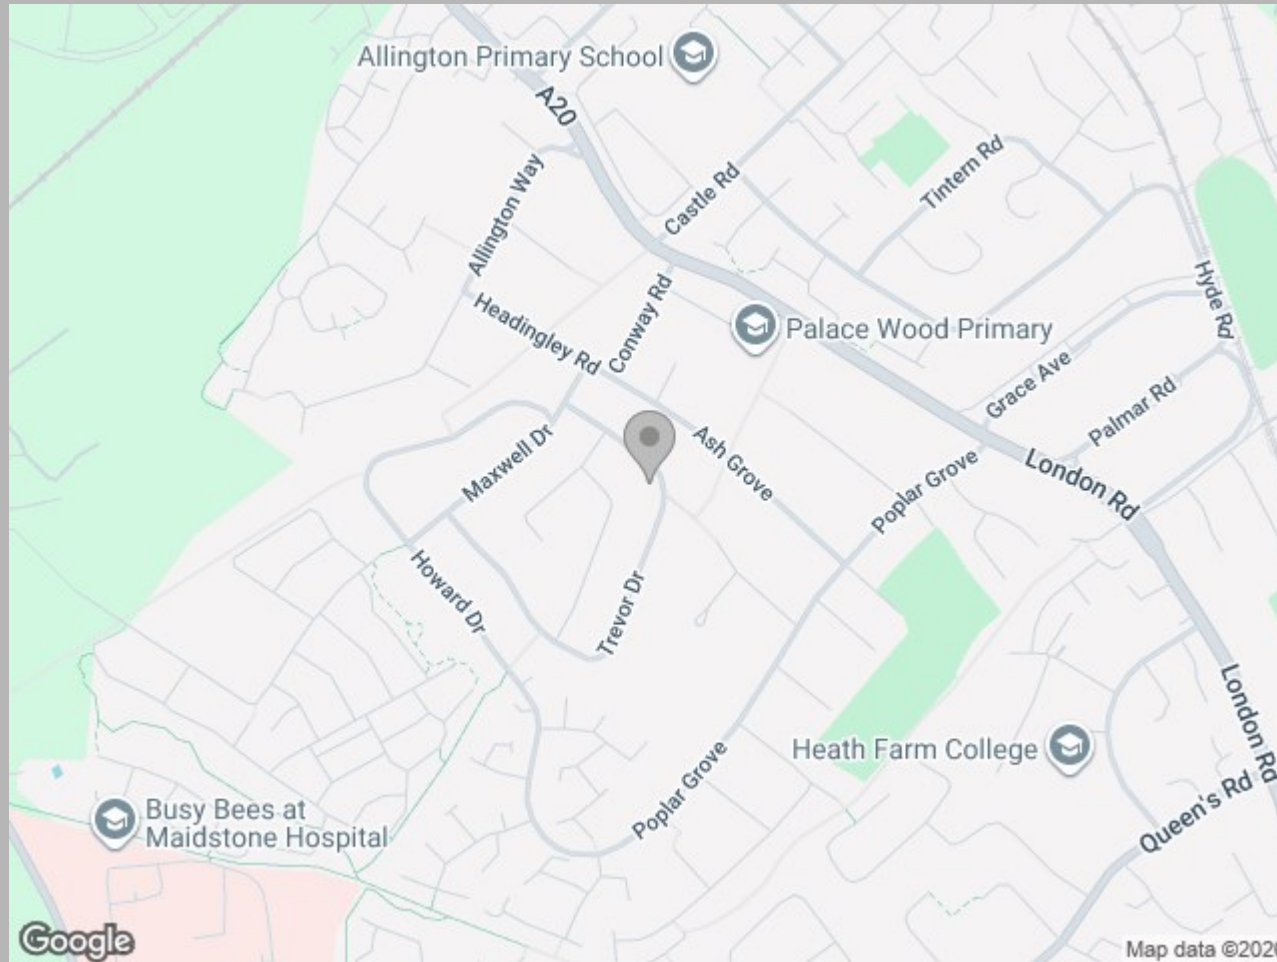 Allington Primary School
A20
Allington Way
Castle Rd
Tintern Rd
Hyde Rd
Headingley Rd
Conway Rd
Palace Wood Primary
Grace Ave
Palmar Rd
Maxwell Dr
Ash Grove
Poplar Grove
London Rd
Howard Dr
Trevor Dr
London Rd
Heath Farm College
Poplar Grove
Queen's Rd
Busy Bees at
Maidstone Hospital
Google
Map data ©2026